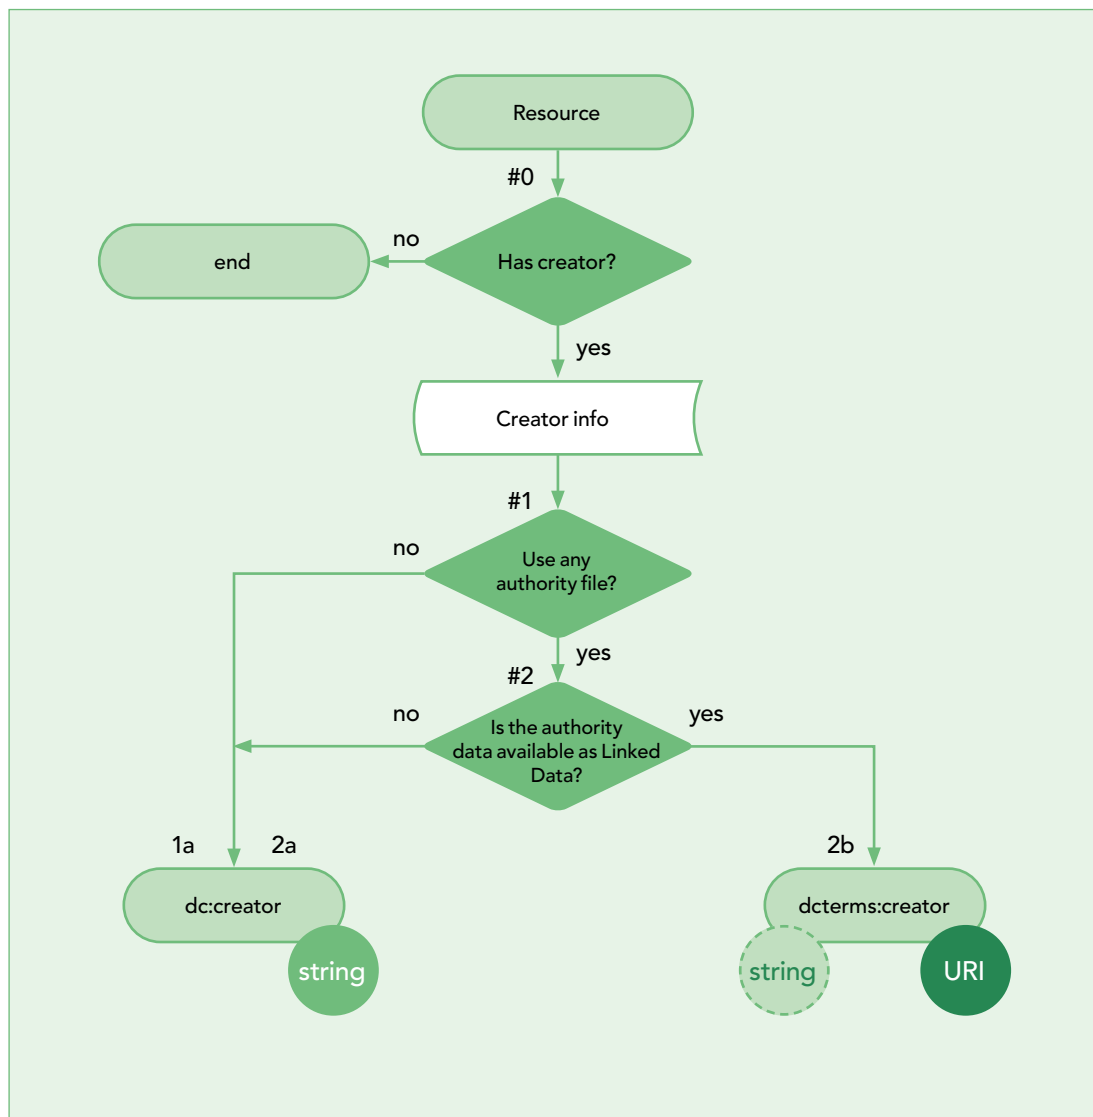 Resource
#0
no
end
Has creator?
yes
Creator info
#1
no
Use any
authority file?
yes
#2
no
yes
Is the authority
data available as Linked
Data?
1a
2a
2b
dc:creator
dcterms:creator
string
string
URI